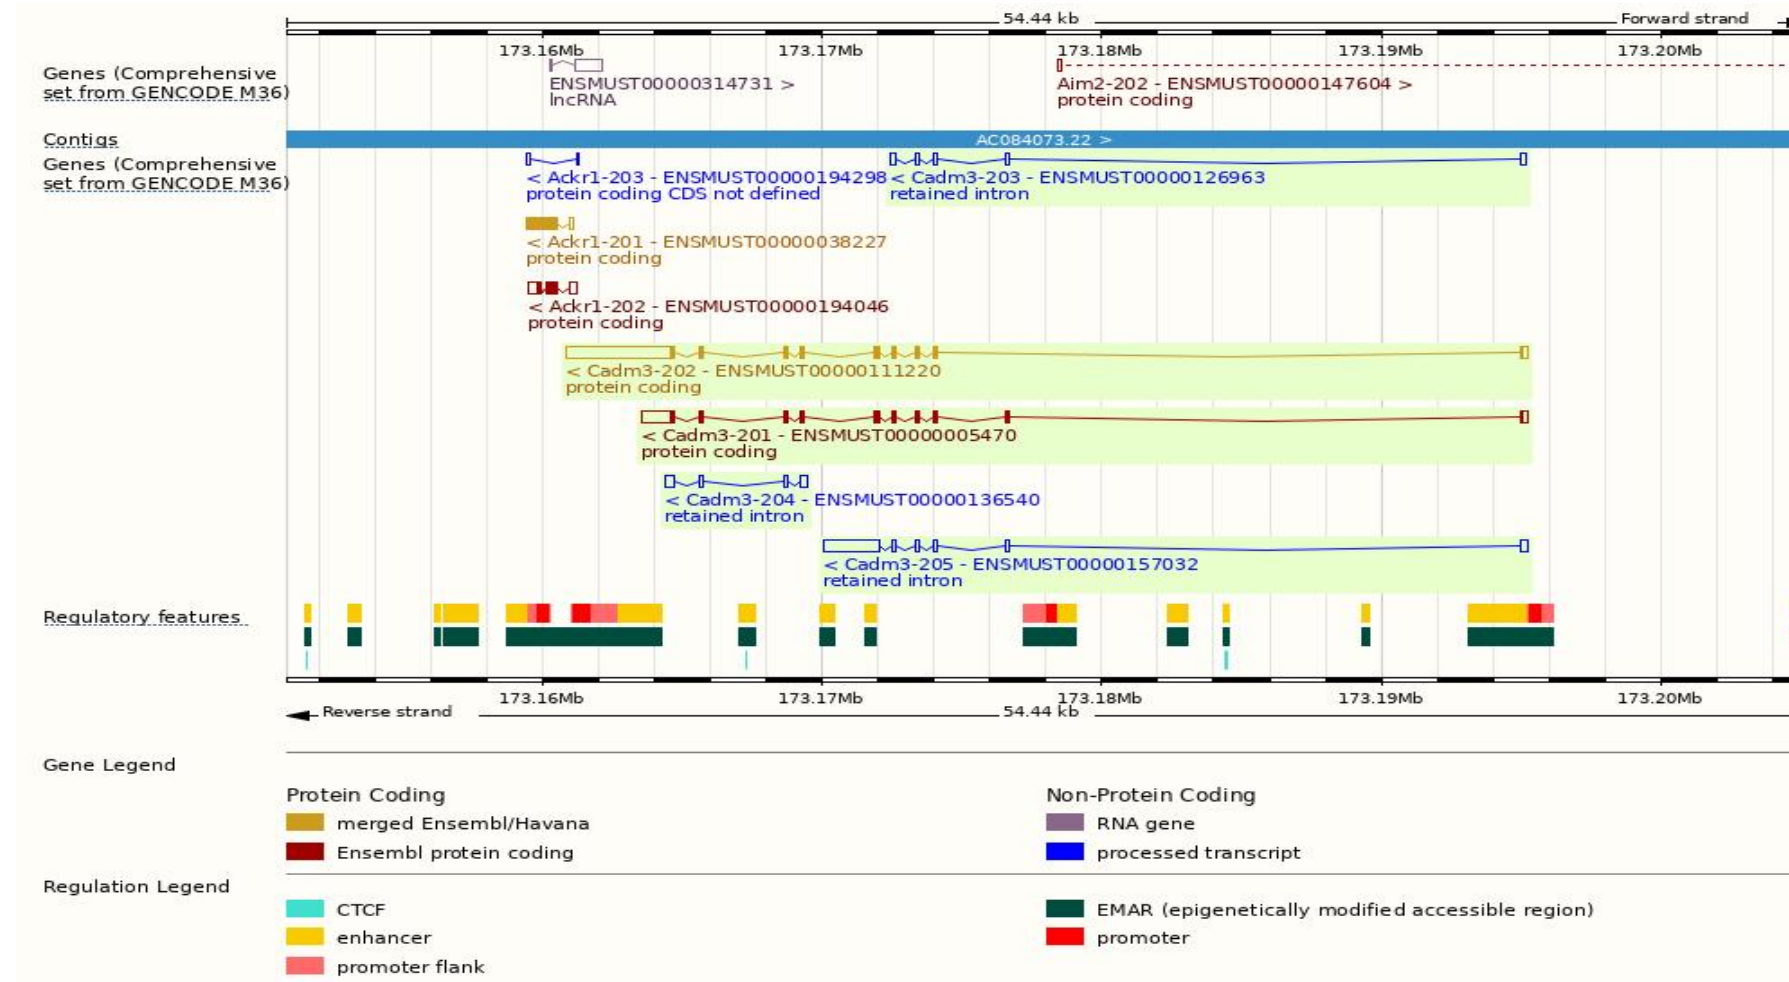 54.44 kb Forward strand
173.16Mb 173.17Mb 173.18Mb 173.19Mb 173.20Mb
Genes (Comprehensive
set from GENCODE M36)
ENSMUST00000314731 >
lncRNA
Aim2-202 - ENSMUST00000147604 >
protein coding
Contigs
AC084073.22 >
Genes (Comprehensive
set from GENCODE M36)
< Ackr1-203 - ENSMUST00000194298
protein coding CDS not defined
< Cadm3-203 - ENSMUST00000126963
retained intron
< Ackr1-201 - ENSMUST00000038227
protein coding
< Ackr1-202 - ENSMUST00000194046
protein coding
< Cadm3-202 - ENSMUST00000111220
protein coding
< Cadm3-201 - ENSMUST00000005470
protein coding
< Cadm3-204 - ENSMUST00000136540
retained intron
< Cadm3-205 - ENSMUST00000157032
retained intron
Regulatory features
173.16Mb 173.17Mb 173.18Mb 173.19Mb 173.20Mb
Reverse strand 54.44 kb
Gene Legend
Protein Coding
merged Ensembl/Havana
Ensembl protein coding
Non-Protein Coding
RNA gene
processed transcript
Regulation Legend
CTCF
enhancer
promoter flank
EMAR (epigenetically modified accessible region)
promoter